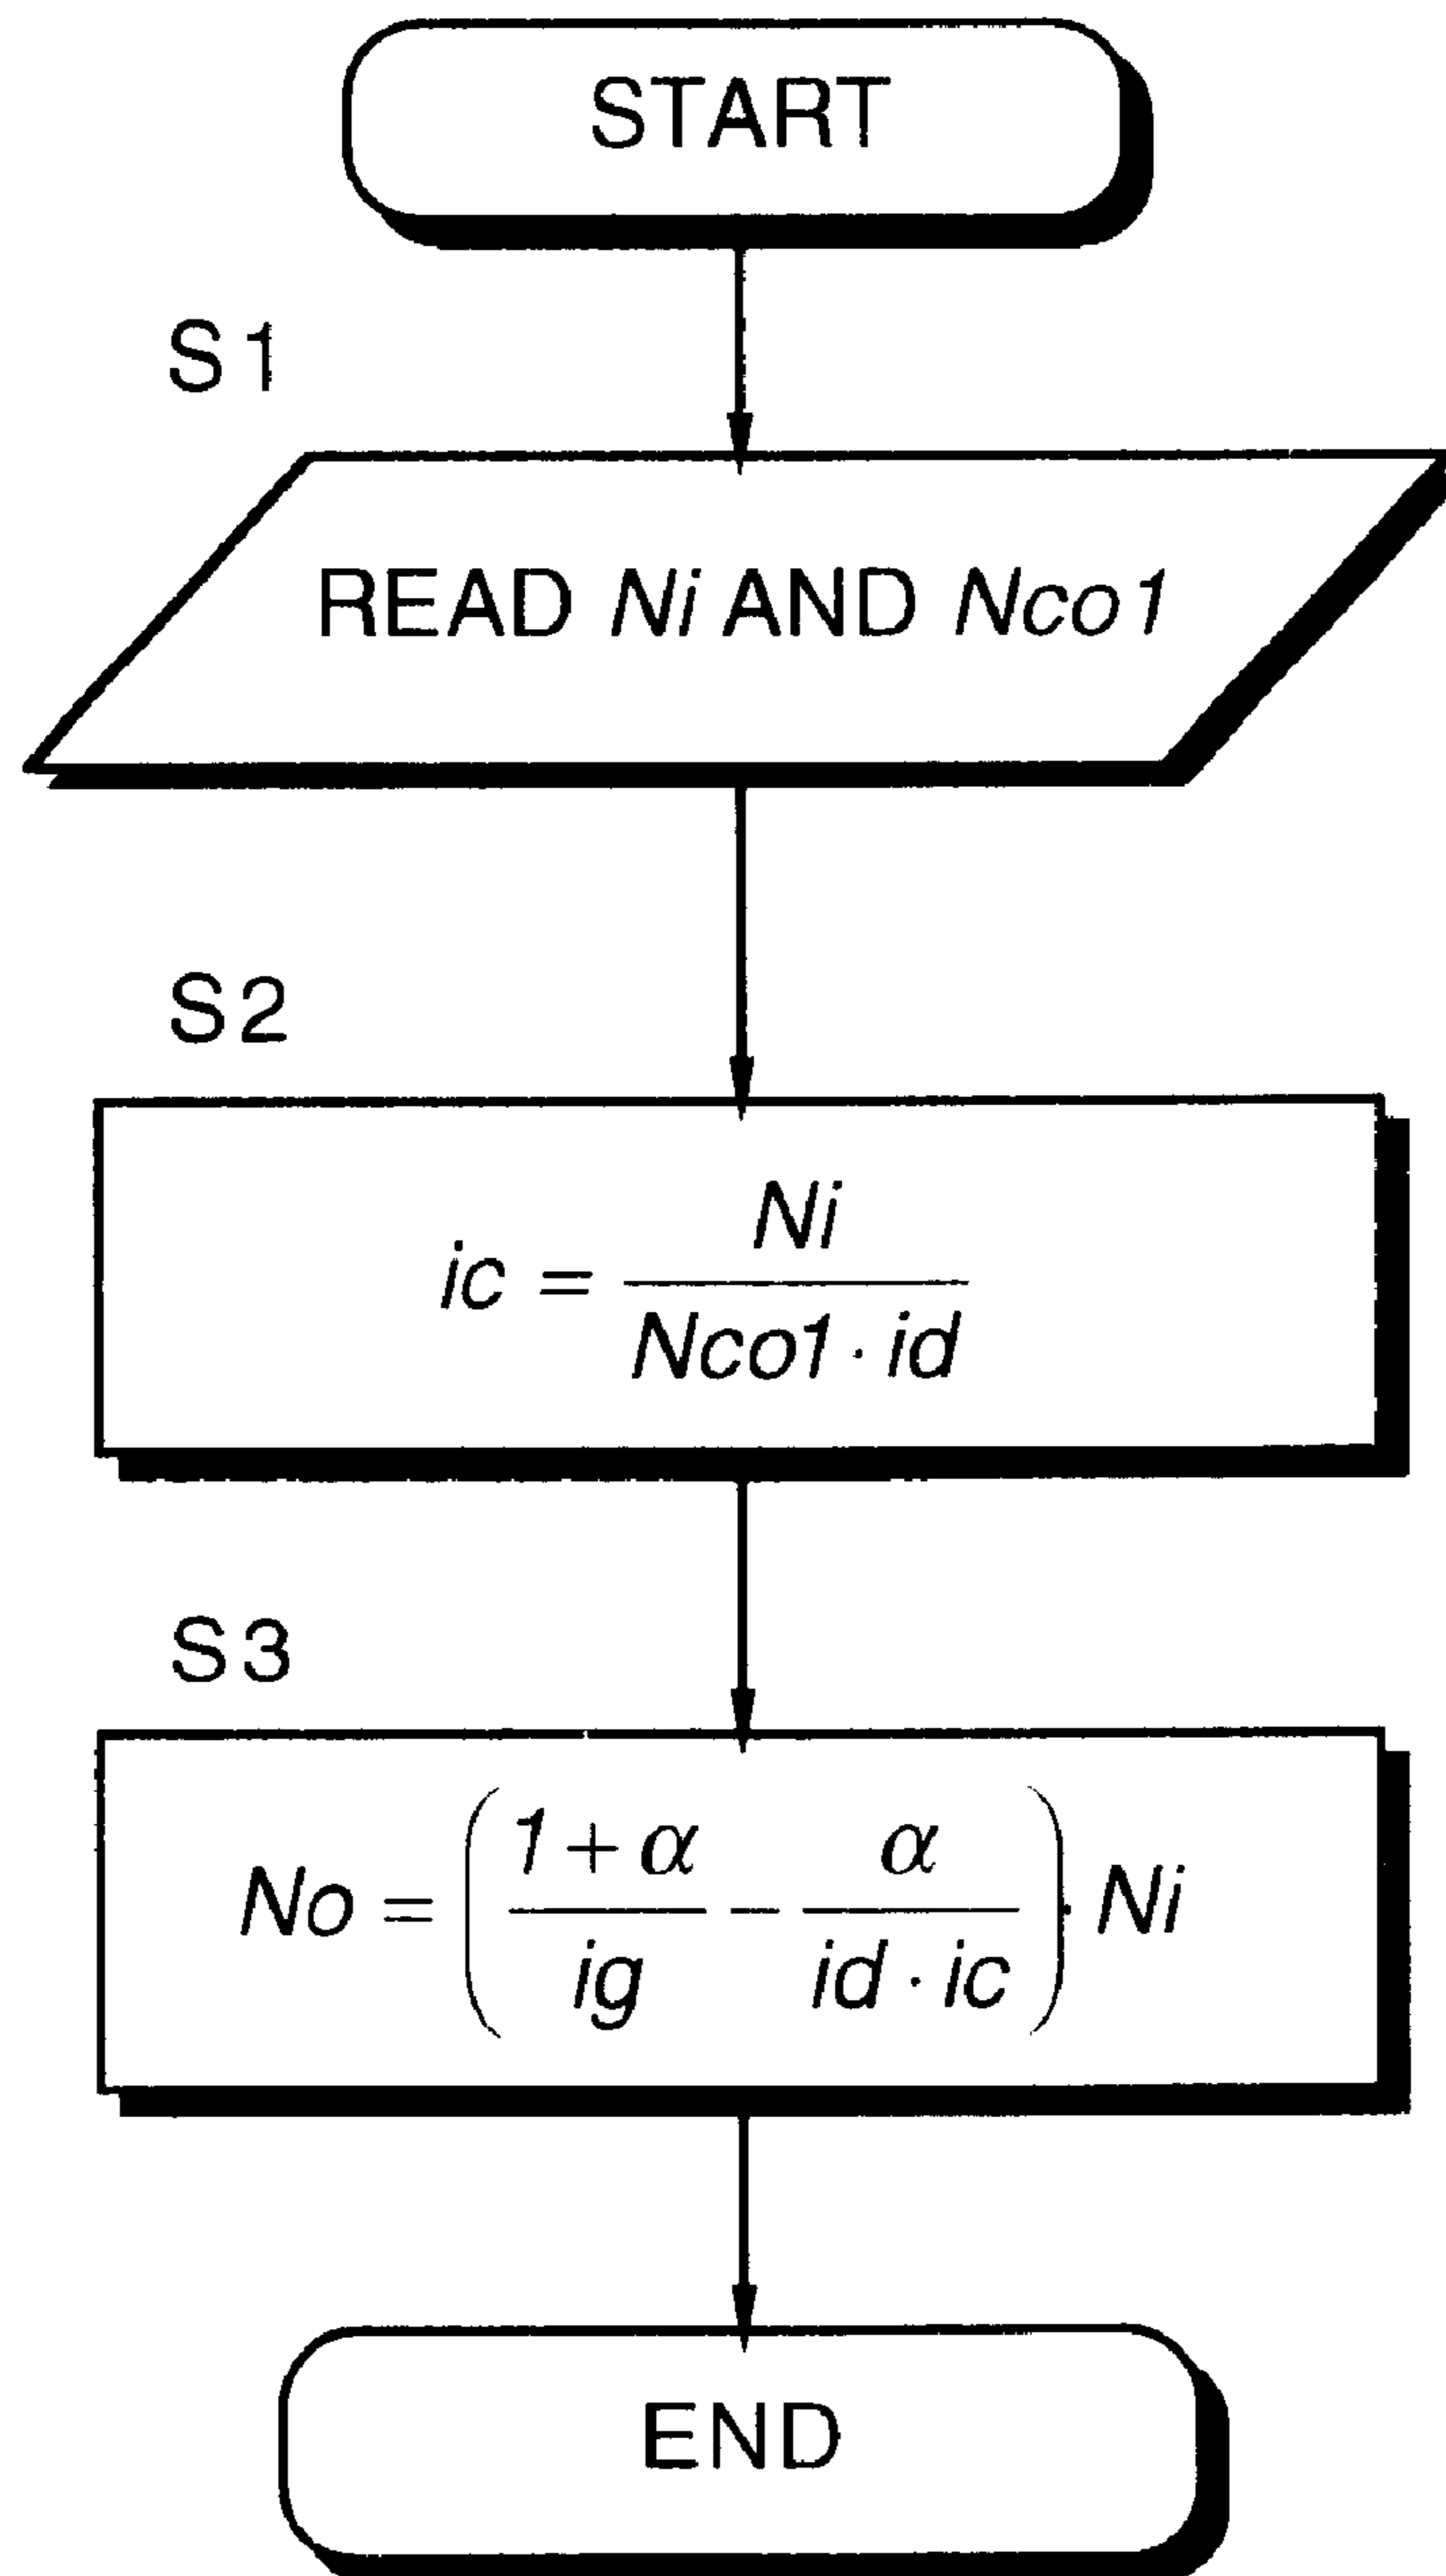 START
S1
READ Ni AND Nco1
S2
ic = Ni / Nco1 · id
S3
No = ( 1 + α / ig - α / id · ic ) · Ni
END